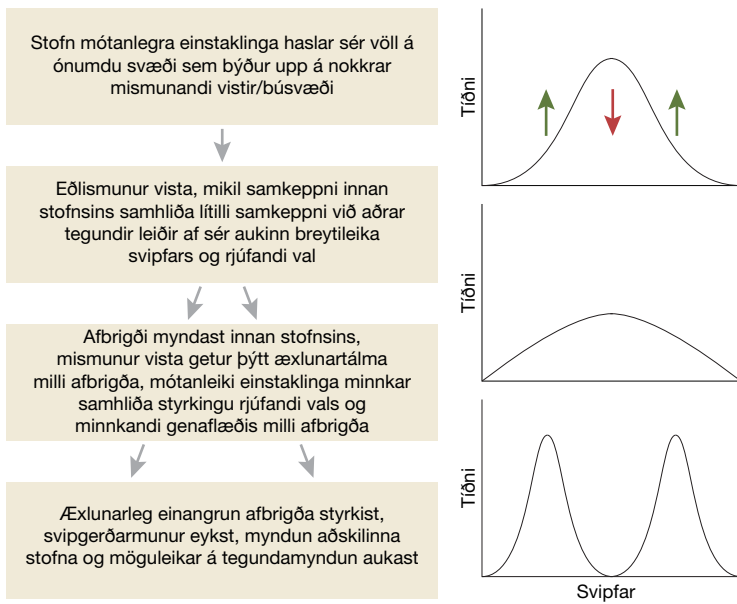 Stofn mótanlegra einstaklinga haslar sér völl á
ónumdu svæði sem býður upp á nokkrar
mismunandi vistir/búsvæði
Eðlismunur vista, mikil samkeppni innan
stofnsins samhliða lítilli samkeppni við aðrar
tegundir leiðir af sér aukinn breytileika
svipfars og rjúfandi val
Afbrigði myndast innan stofnsins,
mismunur vista getur þýtt æxlunartálma
milli afbrigða, mótanleiki einstaklinga minnkar
samhliða styrkingu rjúfandi vals og
minnkandi genaflæðis milli afbrigða
Æxlunarleg einangrun afbrigða styrkist,
svipgerðarmunur eykst, myndun aðskilinna
stofna og möguleikar á tegundamyndun aukast
Tíðni
Tíðni
Tíðni
Svipfar